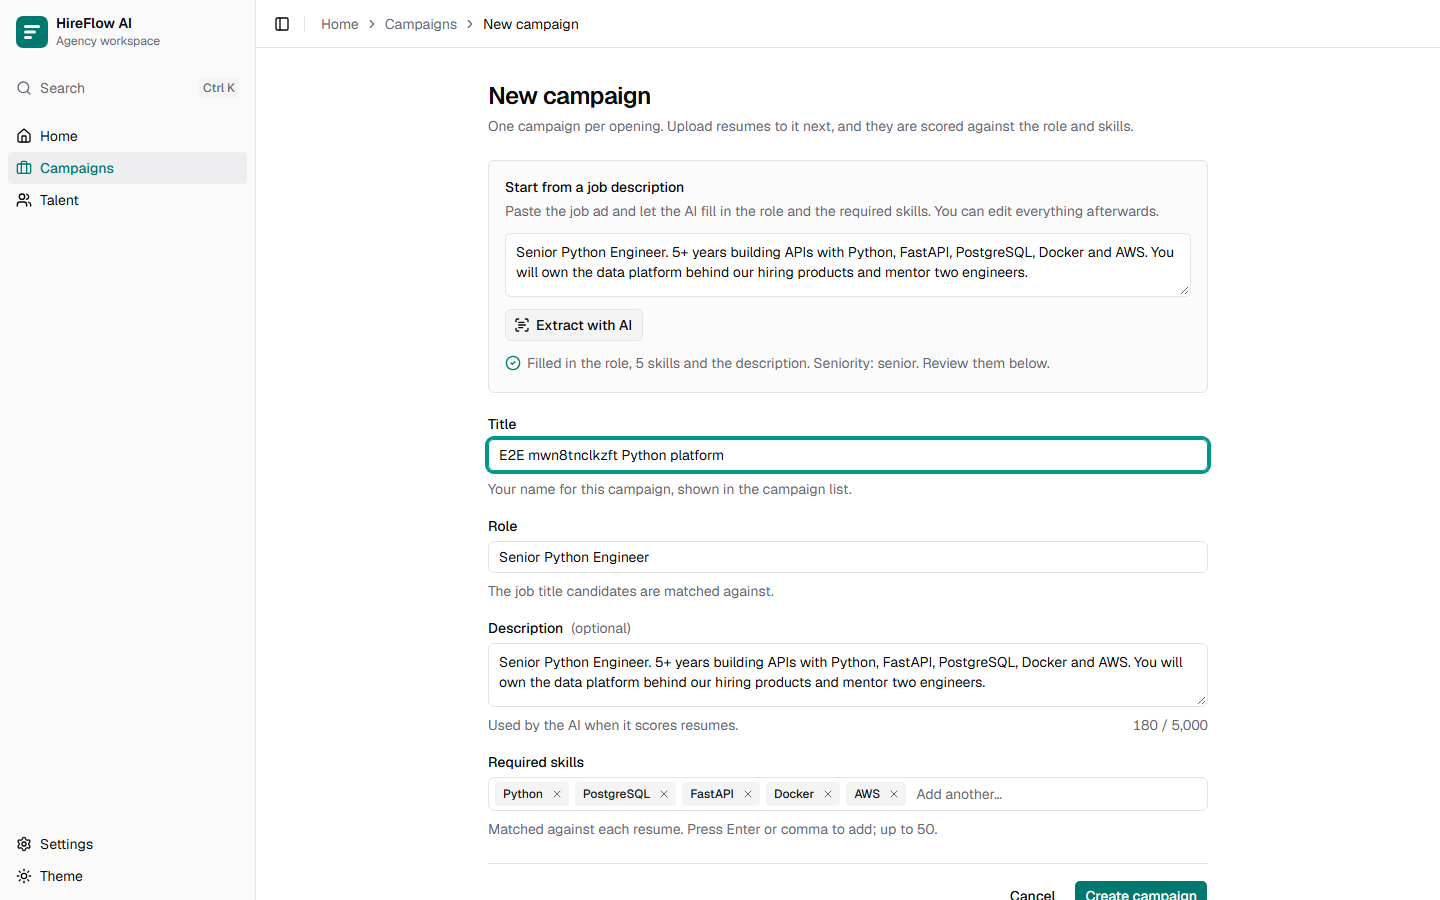 HireFlow AI
Agency workspace
Search
Ctrl K
Home
Campaigns
Talent
Settings
Theme
Home > Campaigns > New campaign
New campaign
One campaign per opening. Upload resumes to it next, and they are scored against the role and skills.
Start from a job description
Paste the job ad and let the AI fill in the role and the required skills. You can edit everything afterwards.
Senior Python Engineer. 5+ years building APIs with Python, FastAPI, PostgreSQL, Docker and AWS. You
will own the data platform behind our hiring products and mentor two engineers.
Extract with AI
Filled in the role, 5 skills and the description. Seniority: senior. Review them below.
Title
E2E mwn8tnclkzft Python platform
Your name for this campaign, shown in the campaign list.
Role
Senior Python Engineer
The job title candidates are matched against.
Description (optional)
Senior Python Engineer. 5+ years building APIs with Python, FastAPI, PostgreSQL, Docker and AWS. You will
own the data platform behind our hiring products and mentor two engineers.
Used by the AI when it scores resumes.
180 / 5,000
Required skills
Python × PostgreSQL × FastAPI × Docker × AWS × Add another...
Matched against each resume. Press Enter or comma to add; up to 50.
Cancel
Create campaign